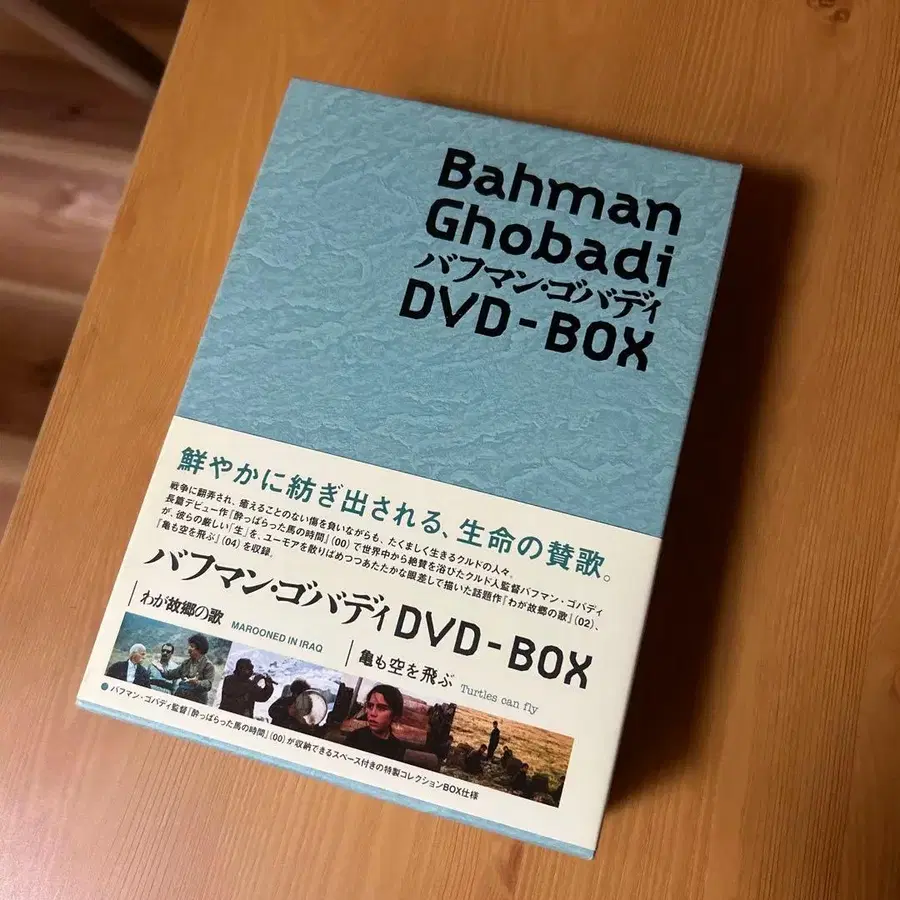 Bahman
Ghobadi
バフマン・ゴバディ
DVD-BOX
鮮やかに紡ぎ出される、生命の賛歌。
戦争に翻弄され、癒えることのない傷を負いながらも、たくましく生きるクルドの人々。
長篇デビュー作『酔っぱらった馬の時間』(00)で世界中から絶賛を浴びたクルド人監督バフマン・ゴバディ
が、彼らの厳しい「生」を、ユーモアを散りばめつつあたたかな眼差しで描いた話題作『わが故郷の歌』(02)、
『亀も空を飛ぶ』(04)を収録。
バフマン・ゴバディ DVD-BOX
わが故郷の歌 MAROONED IN IRAQ
亀も空を飛ぶ Turtles can fly
●バフマン・ゴバディ監督『酔っぱらった馬の時間』(00)が収納できるスペース付きの特製コレクションBOX仕様